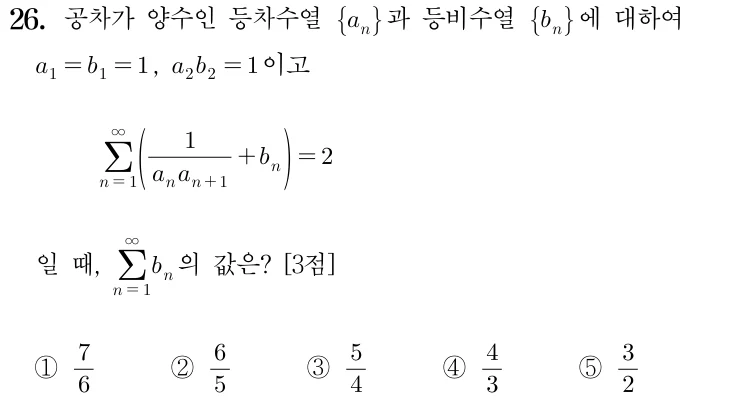 26. 공차가 양수인 등차수열 {aₙ}과 등비수열 {bₙ}에 대하여
a₁ = b₁ = 1, a₂b₂ = 1이고
∑_{n=1}^{∞} ( 1/(aₙaₙ₊₁) + bₙ ) = 2
일 때, ∑_{n=1}^{∞} bₙ의 값은? [3점]
① 7/6 ② 6/5 ③ 5/4 ④ 4/3 ⑤ 3/2